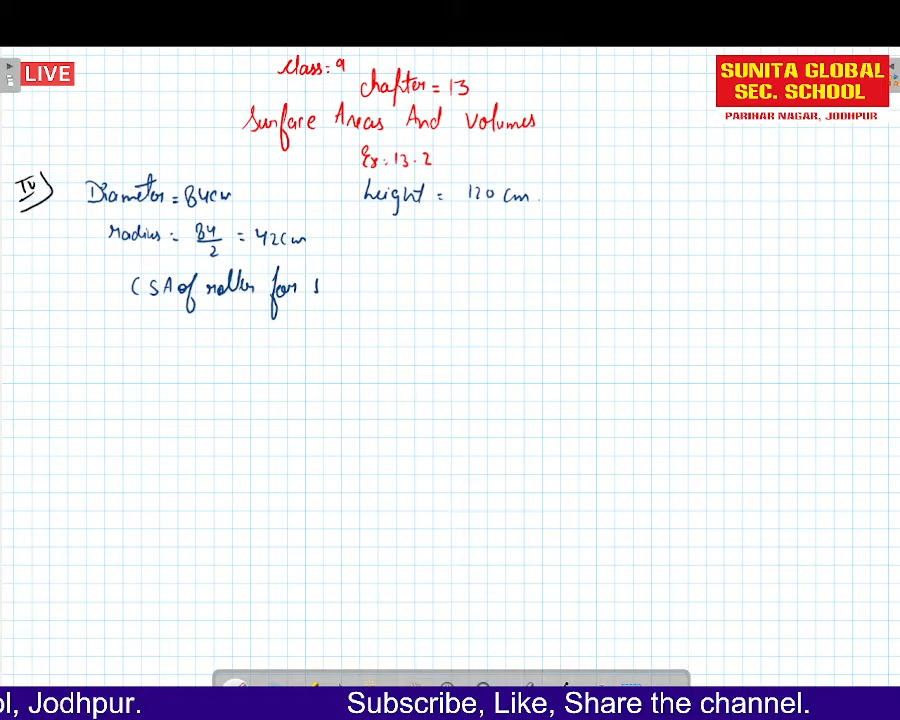 LIVE
Class: 9
Chapter = 13
Surface Areas And Volumes
Ex: 13.2
SUNITA GLOBAL
SEC. SCHOOL
PARIHAR NAGAR, JODHPUR
IV)
Diameter = 84cm
height = 120 cm.
radius = 84/2 = 42cm
CSA of roller for 1
ol, Jodhpur.
Subscribe, Like, Share the channel.